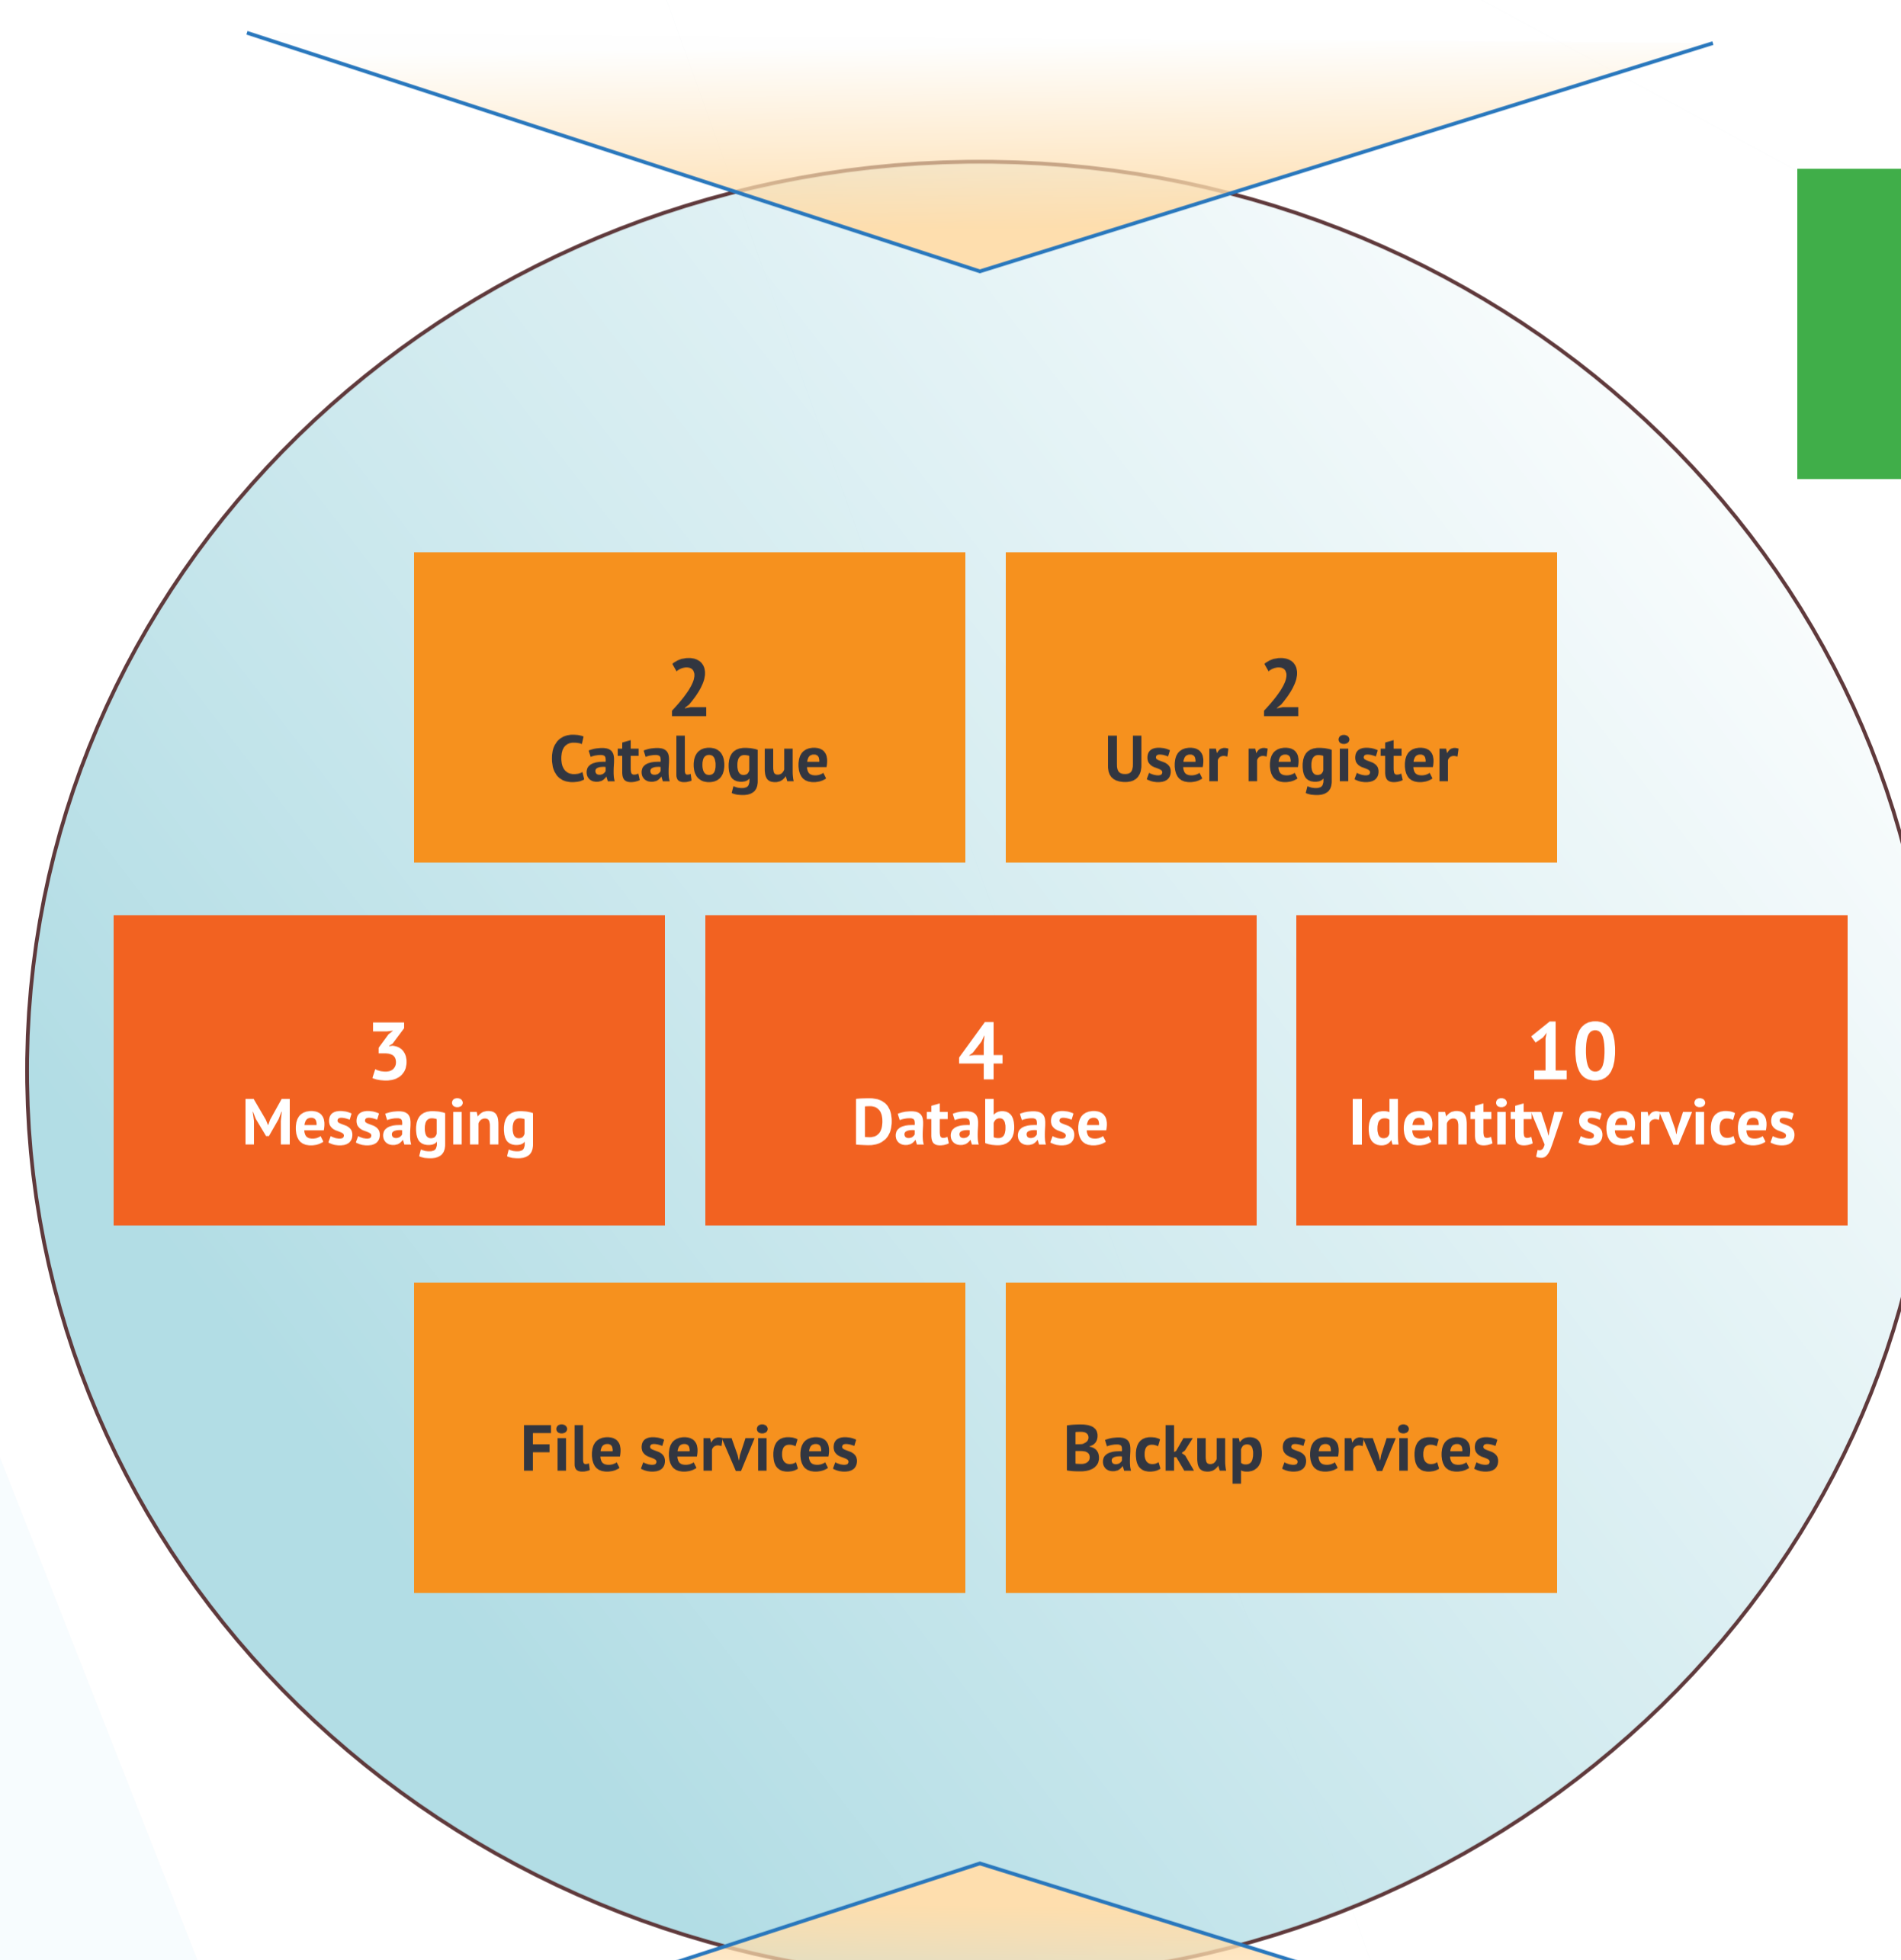 2
Catalogue
2
User register
3
Messaging
4
Database
10
Identity services
File services
Backup services